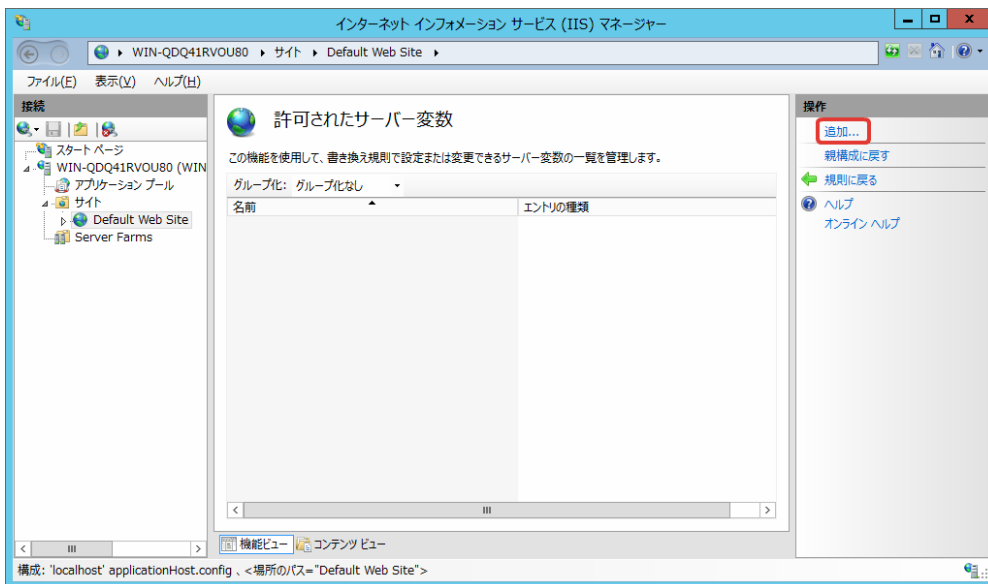 インターネット インフォメーション サービス (IIS) マネージャー
WIN-QDQ41RVOU80 サイト Default Web Site
ファイル(F) 表示(V) ヘルプ(H)
接続
スタート ページ
WIN-QDQ41RVOU80 (WIN
アプリケーション プール
サイト
Default Web Site
Server Farms
許可されたサーバー変数
この機能を使用して、書き換え規則で設定または変更できるサーバー変数の一覧を管理します。
グループ化: グループ化なし
名前 エントリの種類
機能ビュー コンテンツ ビュー
操作
追加...
親構成に戻す
規則に戻る
ヘルプ
オンライン ヘルプ
構成: 'localhost' applicationHost.config 、<場所のパス="Default Web Site">